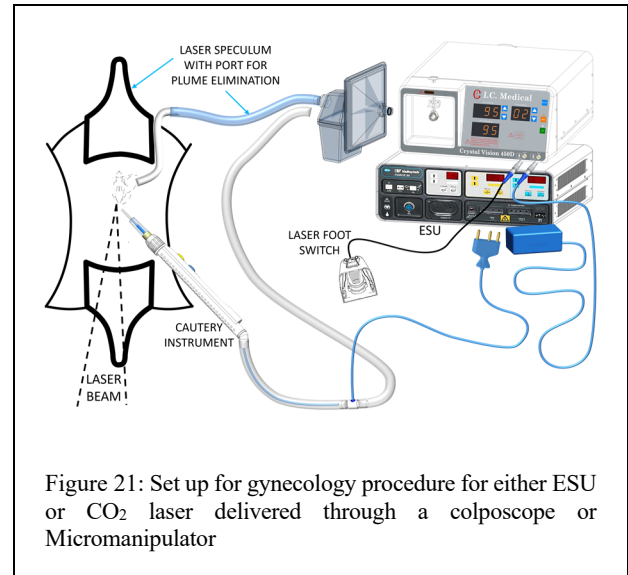 LASER SPECULUM
WITH PORT FOR
PLUME ELIMINATION
I.C. Medical
95 02
95
Crystal Vision 450D
ESU
LASER FOOT
SWITCH
CAUTERY
INSTRUMENT
LASER
BEAM
Figure 21: Set up for gynecology procedure for either ESU
or CO₂ laser delivered through a colposcope or
Micromanipulator